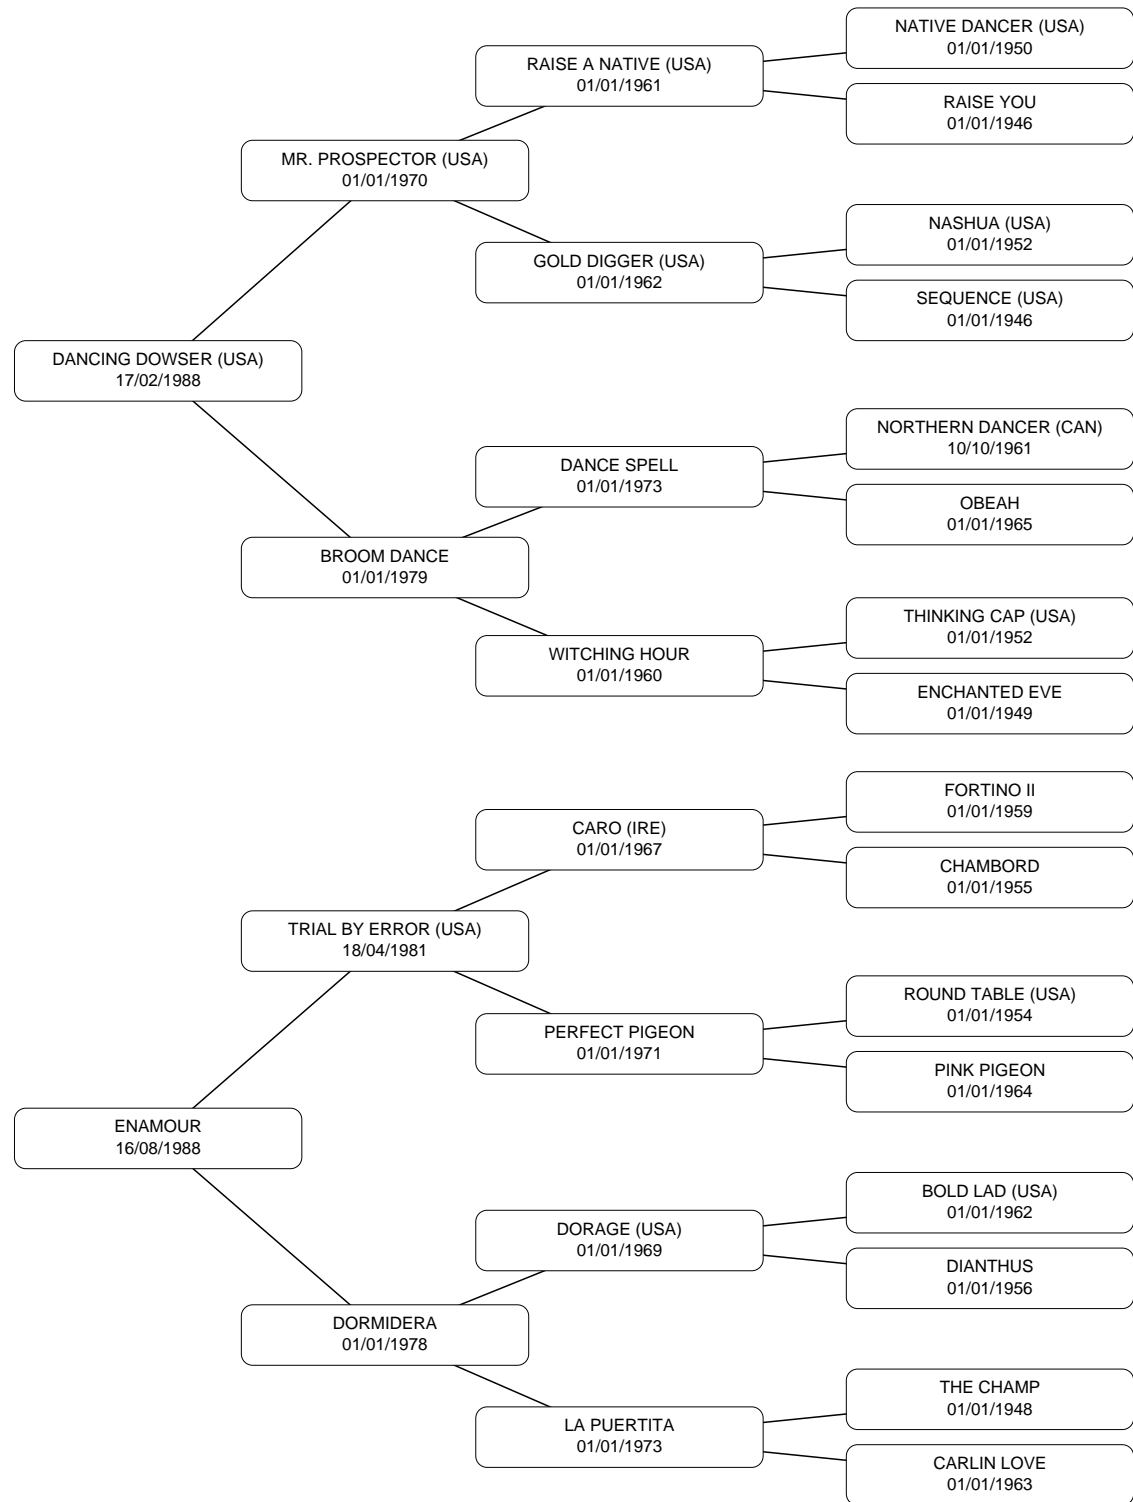 NATIVE DANCER (USA)
01/01/1950
RAISE A NATIVE (USA)
01/01/1961
RAISE YOU
01/01/1946
MR. PROSPECTOR (USA)
01/01/1970
NASHUA (USA)
01/01/1952
GOLD DIGGER (USA)
01/01/1962
SEQUENCE (USA)
01/01/1946
DANCING DOWSER (USA)
17/02/1988
NORTHERN DANCER (CAN)
10/10/1961
DANCE SPELL
01/01/1973
OBEAH
01/01/1965
BROOM DANCE
01/01/1979
THINKING CAP (USA)
01/01/1952
WITCHING HOUR
01/01/1960
ENCHANTED EVE
01/01/1949
FORTINO II
01/01/1959
CARO (IRE)
01/01/1967
CHAMBORD
01/01/1955
TRIAL BY ERROR (USA)
18/04/1981
ROUND TABLE (USA)
01/01/1954
PERFECT PIGEON
01/01/1971
PINK PIGEON
01/01/1964
ENAMOUR
16/08/1988
BOLD LAD (USA)
01/01/1962
DORAGE (USA)
01/01/1969
DIANTHUS
01/01/1956
DORMIDERA
01/01/1978
THE CHAMP
01/01/1948
LA PUERTITA
01/01/1973
CARLIN LOVE
01/01/1963